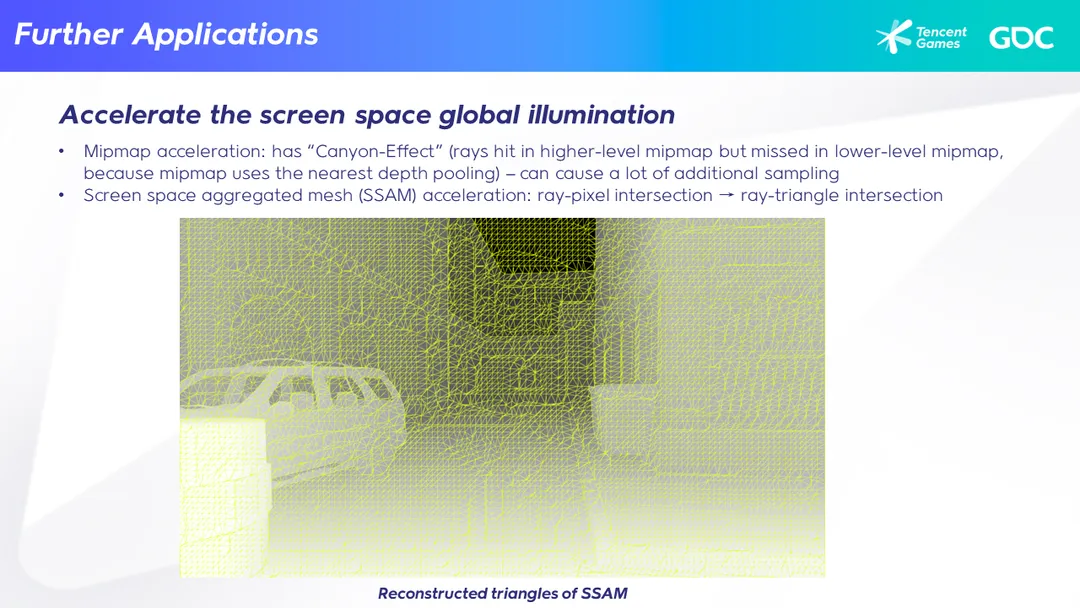 Further Applications
Tencent
Games
GDC
Accelerate the screen space global illumination
• Mipmap acceleration: has “Canyon-Effect” (rays hit in higher-level mipmap but missed in lower-level mipmap,
because mipmap uses the nearest depth pooling) – can cause a lot of additional sampling
• Screen space aggregated mesh (SSAM) acceleration: ray-pixel intersection → ray-triangle intersection
Reconstructed triangles of SSAM